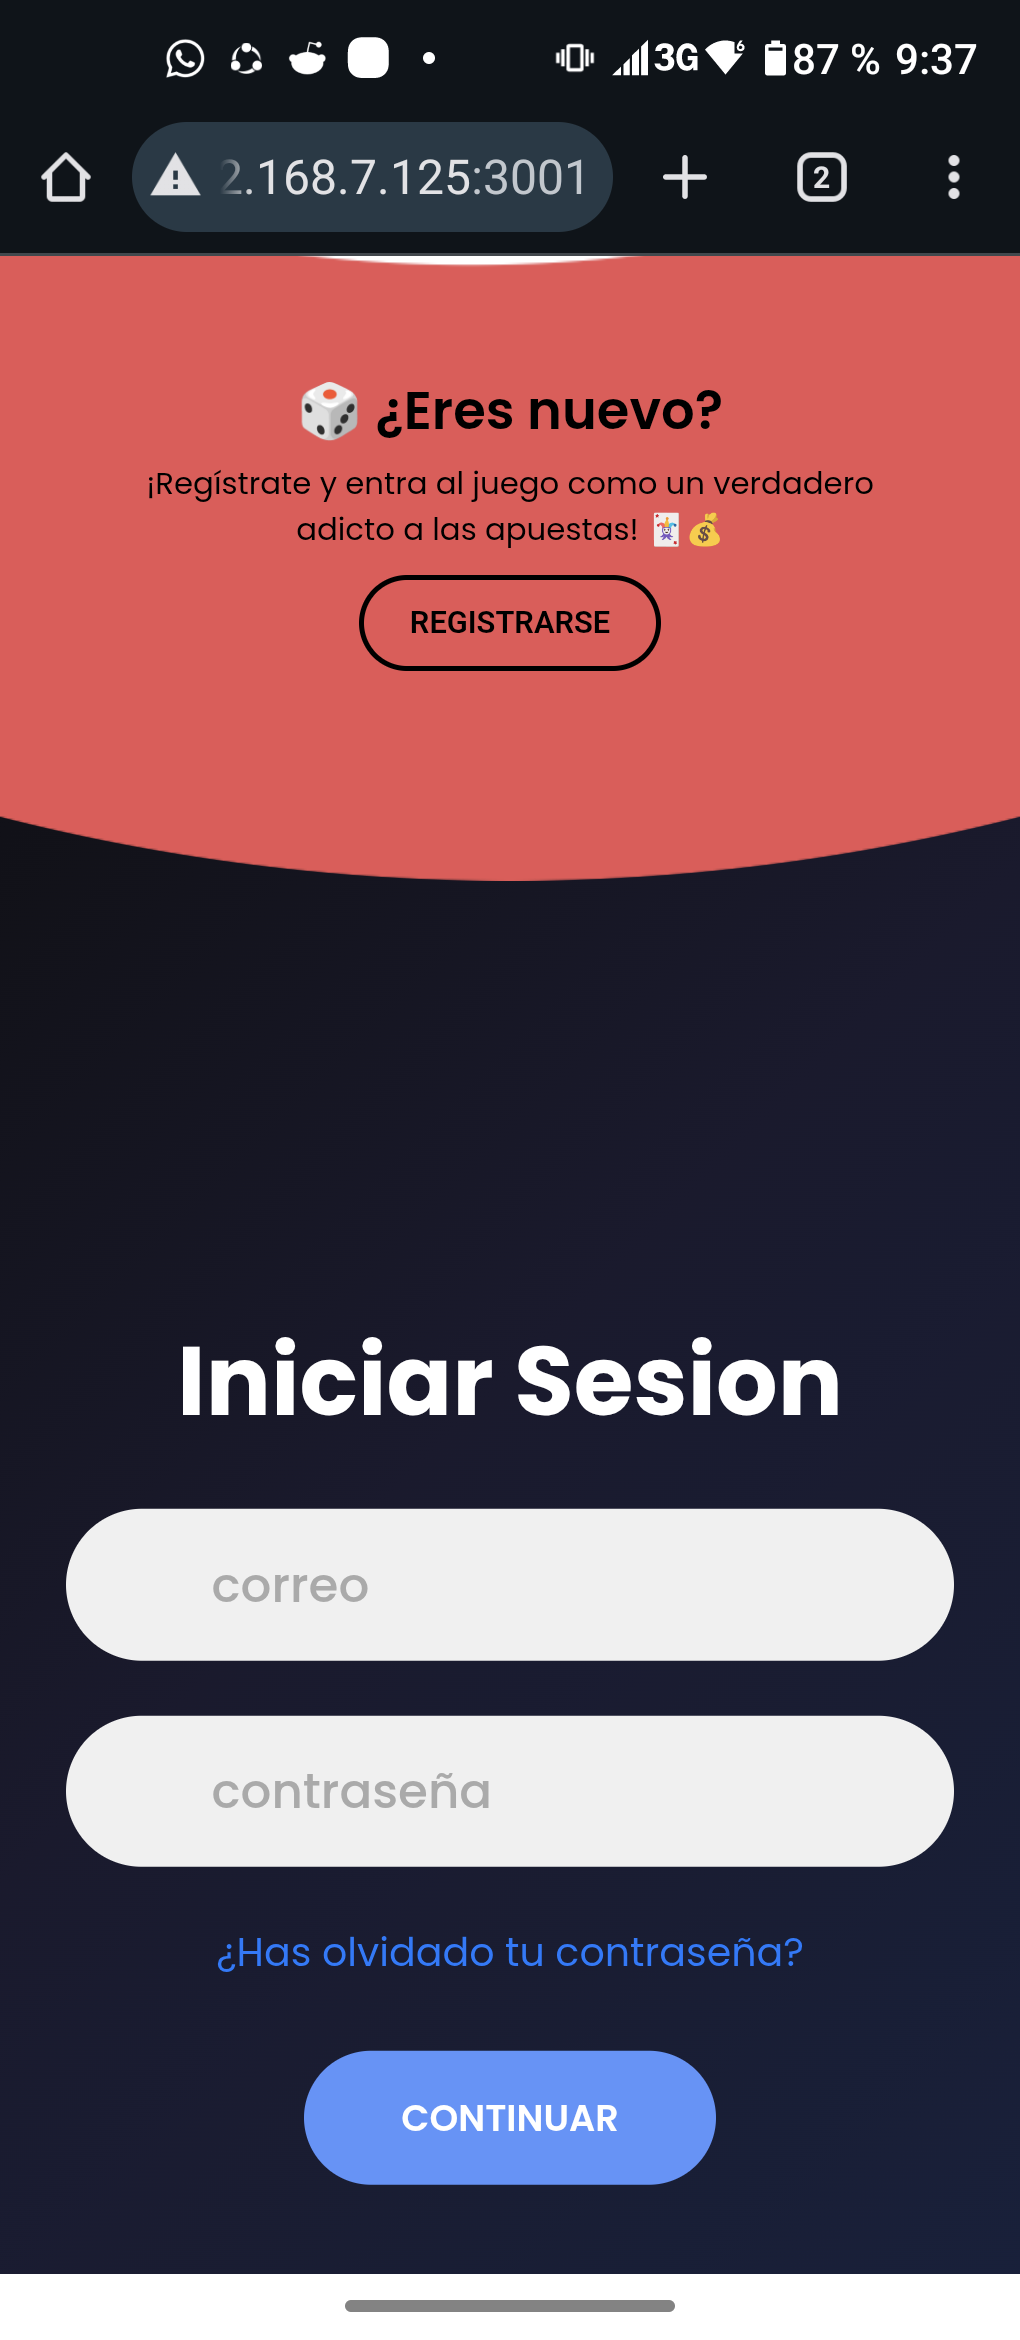 3G 87 % 9:37
2.168.7.125:3001
2
🎲 ¿Eres nuevo?
¡Regístrate y entra al juego como un verdadero
adicto a las apuestas! 🃏💰
REGISTRARSE
Iniciar Sesion
correo
contraseña
¿Has olvidado tu contraseña?
CONTINUAR